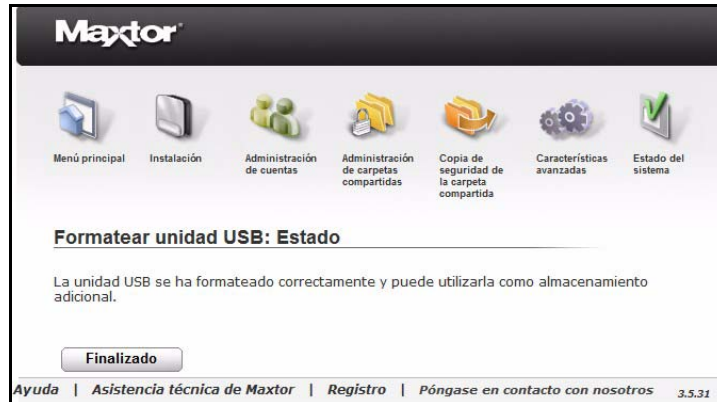 Maxtor
Menú principal
Instalación
Administración
de cuentas
Administración
de carpetas
compartidas
Copia de
seguridad de
la carpeta
compartida
Características
avanzadas
Estado del
sistema
Formatear unidad USB: Estado
La unidad USB se ha formateado correctamente y puede utilizarla como almacenamiento
adicional.
Finalizado
Ayuda | Asistencia técnica de Maxtor | Registro | Póngase en contacto con nosotros 3.5.31